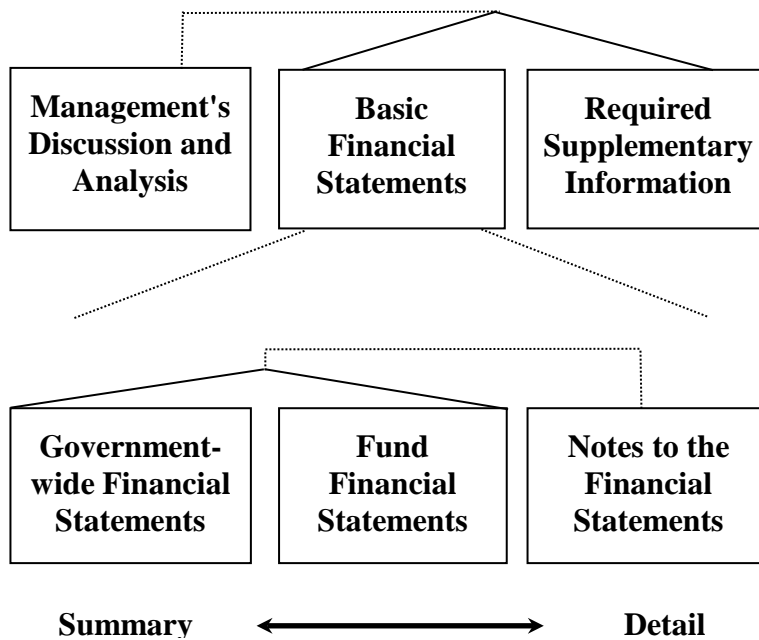 Management's
Discussion and
Analysis
Basic
Financial
Statements
Required
Supplementary
Information
Government-
wide Financial
Statements
Fund
Financial
Statements
Notes to the
Financial
Statements
Summary
Detail